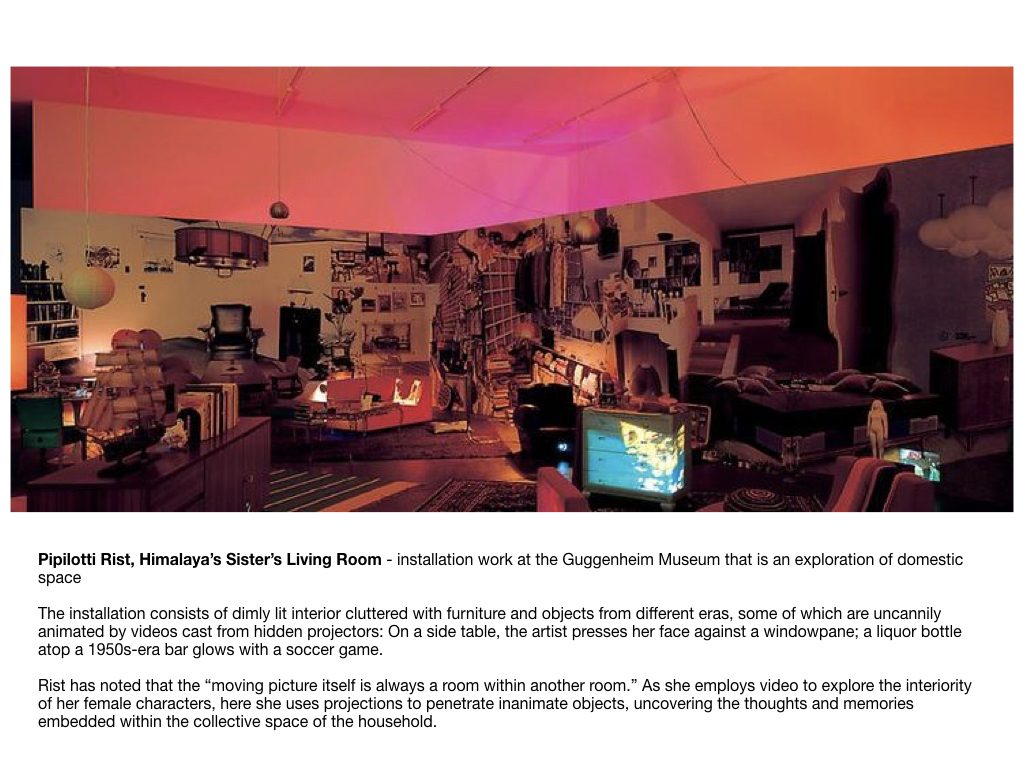 Pipilotti Rist, Himalaya’s Sister’s Living Room - installation work at the Guggenheim Museum that is an exploration of domestic
space
The installation consists of dimly lit interior cluttered with furniture and objects from different eras, some of which are uncannily
animated by videos cast from hidden projectors: On a side table, the artist presses her face against a windowpane; a liquor bottle
atop a 1950s-era bar glows with a soccer game.
Rist has noted that the “moving picture itself is always a room within another room.” As she employs video to explore the interiority
of her female characters, here she uses projections to penetrate inanimate objects, uncovering the thoughts and memories
embedded within the collective space of the household.